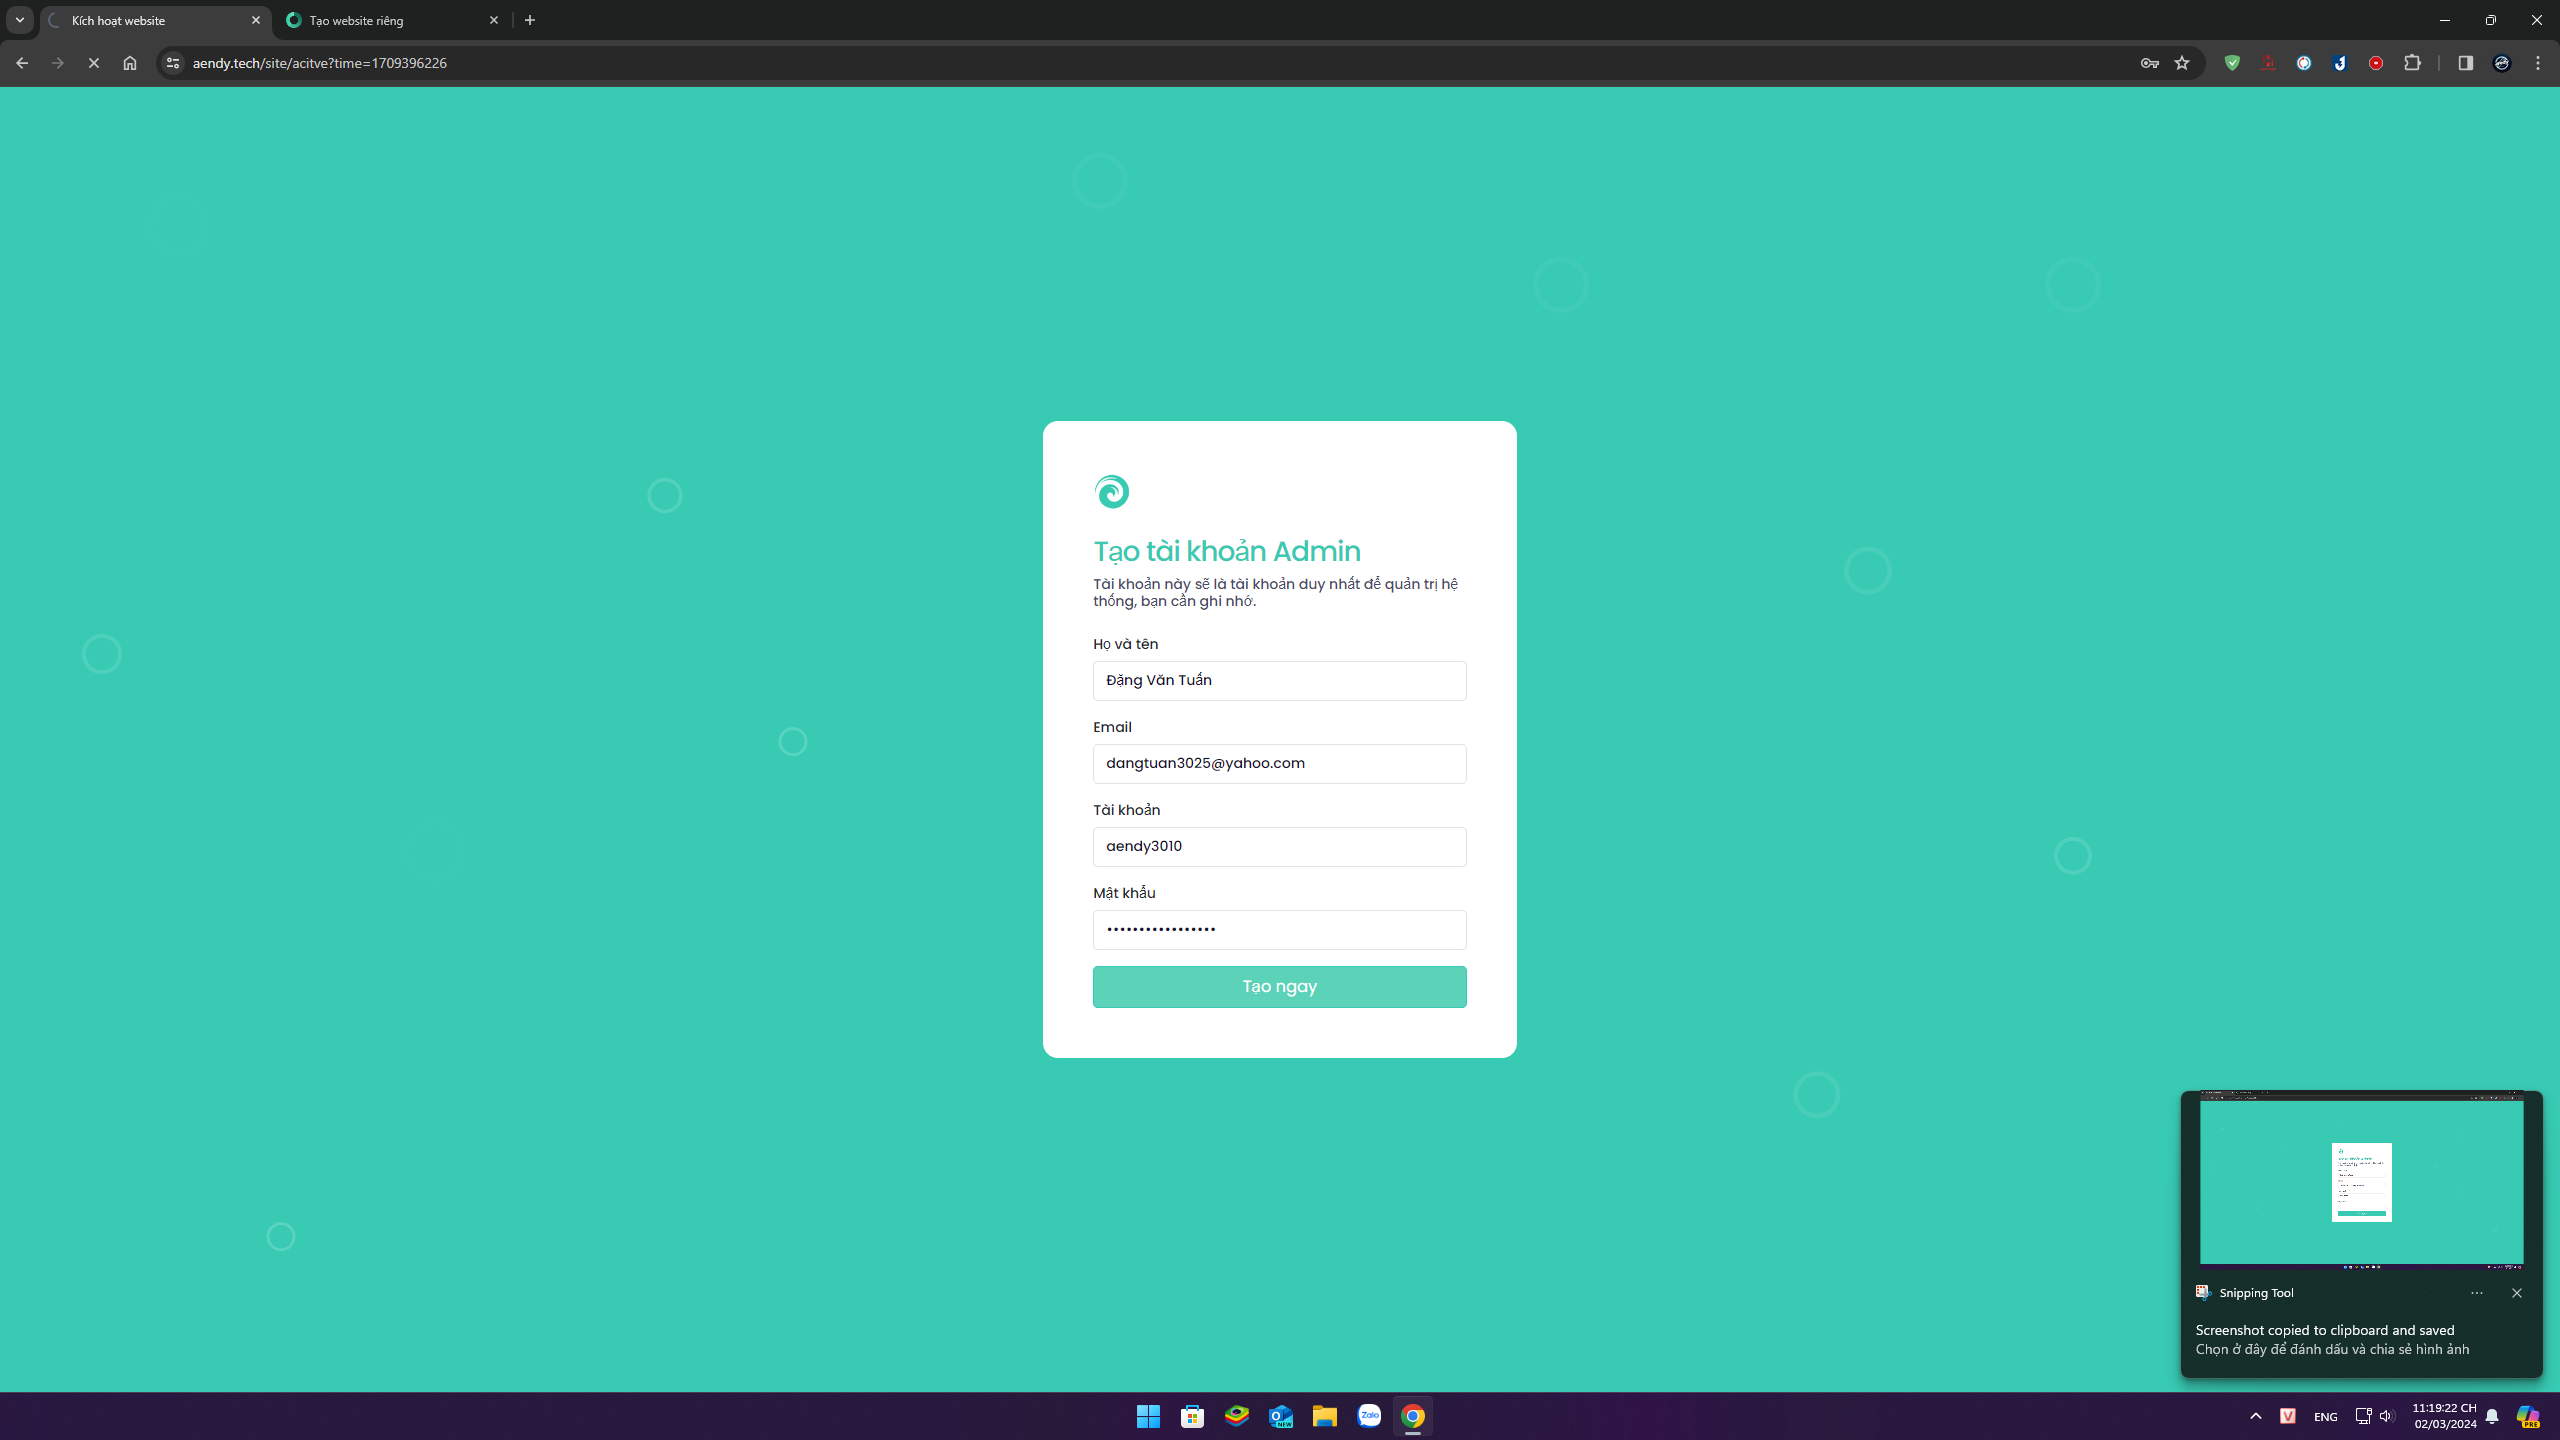 Kích hoạt website
Tạo website riêng
aendy.tech/site/acitve?time=1709396226
Tạo tài khoản Admin
Tài khoản này sẽ là tài khoản duy nhất để quản trị hệ
thống, bạn cần ghi nhớ.
Họ và tên
Đặng Văn Tuấn
Email
dangtuan3025@yahoo.com
Tài khoản
aendy3010
Mật khẩu
•••••••••••••••••
Tạo ngay
Snipping Tool
Screenshot copied to clipboard and saved
Chọn ở đây để đánh dấu và chia sẻ hình ảnh
NEW
Zalo
V
ENG
11:19:22 CH
02/03/2024
PRE